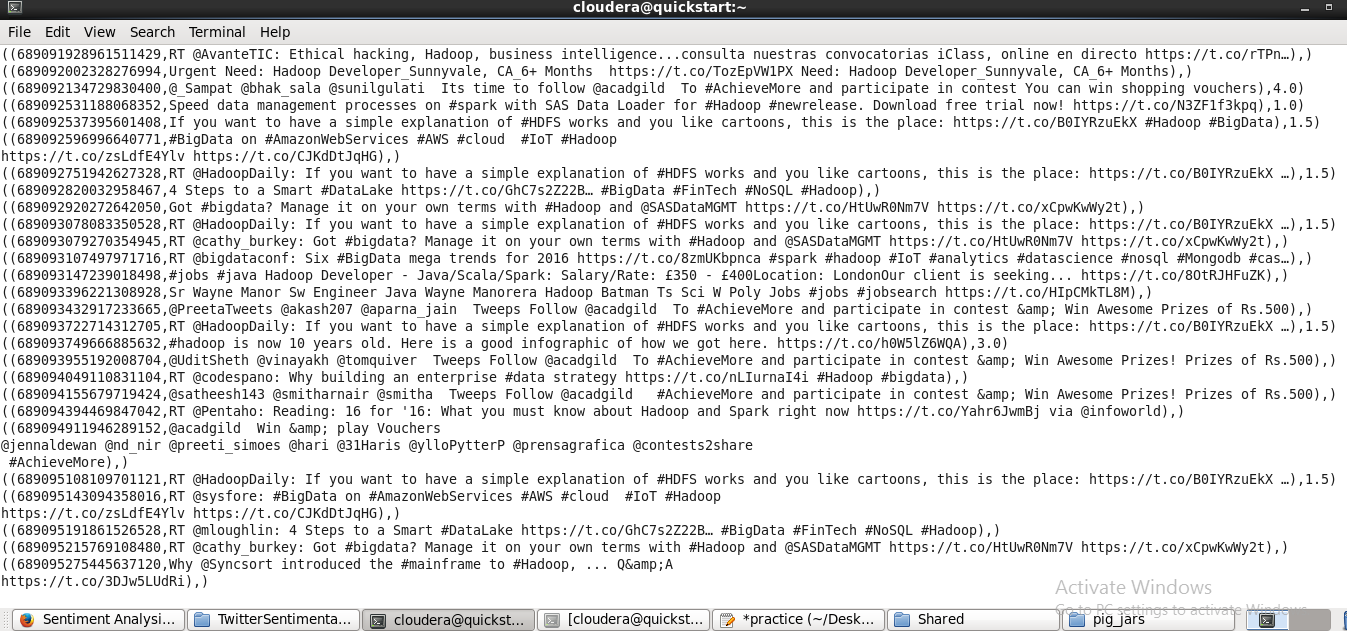 cloudera@quickstart:~
File Edit View Search Terminal Help
((689091928961511429,RT @AvanteTIC: Ethical hacking, Hadoop, business intelligence...consulta nuestras convocatorias iClass, online en directo https://t.co/rTPn…),)
((689092002328276994,Urgent Need: Hadoop Developer_Sunnyvale, CA_6+ Months  https://t.co/TozEpVW1PX Need: Hadoop Developer_Sunnyvale, CA_6+ Months),)
((689092134729830400,@_Sampat @bhak_sala @sunilgulati  Its time to follow @acadgild  To #AchieveMore and participate in contest You can win shopping vouchers),4.0)
((689092531188068352,Speed data management processes on #spark with SAS Data Loader for #Hadoop #newrelease. Download free trial now! https://t.co/N3ZF1f3kpq),1.0)
((689092537395601408,If you want to have a simple explanation of #HDFS works and you like cartoons, this is the place: https://t.co/B0IYRzuEkX #Hadoop #BigData),1.5)
((689092596996640771,#BigData on #AmazonWebServices #AWS #cloud  #IoT #Hadoop
https://t.co/zsLdfE4Ylv https://t.co/CJKdDtJqHG),)
((689092751942627328,RT @HadoopDaily: If you want to have a simple explanation of #HDFS works and you like cartoons, this is the place: https://t.co/B0IYRzuEkX …),1.5)
((689092820032958467,4 Steps to a Smart #DataLake https://t.co/GhC7s2Z22B… #BigData #FinTech #NoSQL #Hadoop),)
((689092920272642050,Got #bigdata? Manage it on your own terms with #Hadoop and @SASDataMGMT https://t.co/HtUwR0Nm7V https://t.co/xCpwKwWy2t),)
((689093078083350528,RT @HadoopDaily: If you want to have a simple explanation of #HDFS works and you like cartoons, this is the place: https://t.co/B0IYRzuEkX …),1.5)
((689093079270354945,RT @cathy_burkey: Got #bigdata? Manage it on your own terms with #Hadoop and @SASDataMGMT https://t.co/HtUwR0Nm7V https://t.co/xCpwKwWy2t),)
((689093107497971716,RT @bigdataconf: Six #BigData mega trends for 2016 https://t.co/8zmUKbpnca #spark #hadoop #IoT #analytics #datascience #nosql #Mongodb #cas…),)
((689093147239018498,#jobs #java Hadoop Developer - Java/Scala/Spark: Salary/Rate: £350 - £400Location: LondonOur client is seeking... https://t.co/8OtRJHFuZK),)
((689093396221308928,Sr Wayne Manor Sw Engineer Java Wayne Manorera Hadoop Batman Ts Sci W Poly Jobs #jobs #jobsearch https://t.co/HIpCMkTL8M),)
((689093432917233665,@PreetaTweets @akash207 @aparna_jain  Tweeps Follow @acadgild  To #AchieveMore and participate in contest &amp; Win Awesome Prizes of Rs.500),)
((689093722714312705,RT @HadoopDaily: If you want to have a simple explanation of #HDFS works and you like cartoons, this is the place: https://t.co/B0IYRzuEkX …),1.5)
((689093749666885632,#hadoop is now 10 years old. Here is a good infographic of how we got here. https://t.co/h0W5lZ6WQA),3.0)
((689093955192008704,@UditSheth @vinayakh @tomquiver  Tweeps Follow @acadgild  To #AchieveMore and participate in contest &amp; Win Awesome Prizes! Prizes of Rs.500),)
((689094049110831104,RT @codespano: Why building an enterprise #data strategy https://t.co/nLIurnaI4i #Hadoop #bigdata),)
((689094155679719424,@satheesh143 @smitharnair @smitha  Tweeps Follow @acadgild   #AchieveMore and participate in contest &amp; Win Awesome Prizes! Prizes of Rs.500),)
((689094394469847042,RT @Pentaho: Reading: 16 for '16: What you must know about Hadoop and Spark right now https://t.co/Yahr6JwmBj via @infoworld),)
((689094911946289152,@acadgild  Win &amp; play Vouchers
@jennaldewan @nd_nir @preeti_simoes @hari @31Haris @ylloPytterP @prensagrafica @contests2share
 #AchieveMore),)
((689095108109701121,RT @HadoopDaily: If you want to have a simple explanation of #HDFS works and you like cartoons, this is the place: https://t.co/B0IYRzuEkX …),1.5)
((689095143094358016,RT @sysfore: #BigData on #AmazonWebServices #AWS #cloud  #IoT #Hadoop
https://t.co/zsLdfE4Ylv https://t.co/CJKdDtJqHG),)
((689095191861526528,RT @mloughlin: 4 Steps to a Smart #DataLake https://t.co/GhC7s2Z22B… #BigData #FinTech #NoSQL #Hadoop),)
((689095215769108480,RT @cathy_burkey: Got #bigdata? Manage it on your own terms with #Hadoop and @SASDataMGMT https://t.co/HtUwR0Nm7V https://t.co/xCpwKwWy2t),)
((689095275445637120,Why @Syncsort introduced the #mainframe to #Hadoop, ... Q&amp;A
https://t.co/3DJw5LUdRi),)
Activate Windows
Go to PC settings to activate Windows.
Sentiment Analysi... TwitterSentimenta... cloudera@quickst... [cloudera@quickst... *practice (~/Desk... Shared pig_jars